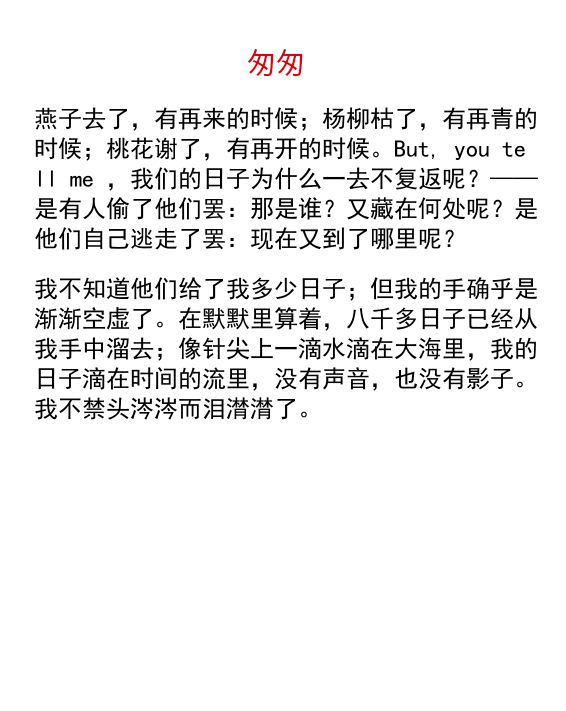 匆匆
燕子去了，有再来的时候；杨柳枯了，有再青的
时候；桃花谢了，有再开的时候。But, you te
ll me ，我们的日子为什么一去不复返呢？——
是有人偷了他们罢：那是谁？又藏在何处呢？是
他们自己逃走了罢：现在又到了哪里呢？
我不知道他们给了我多少日子；但我的手确乎是
渐渐空虚了。在默默里算着，八千多日子已经从
我手中溜去；像针尖上一滴水滴在大海里，我的
日子滴在时间的流里，没有声音，也没有影子。
我不禁头涔涔而泪潸潸了。